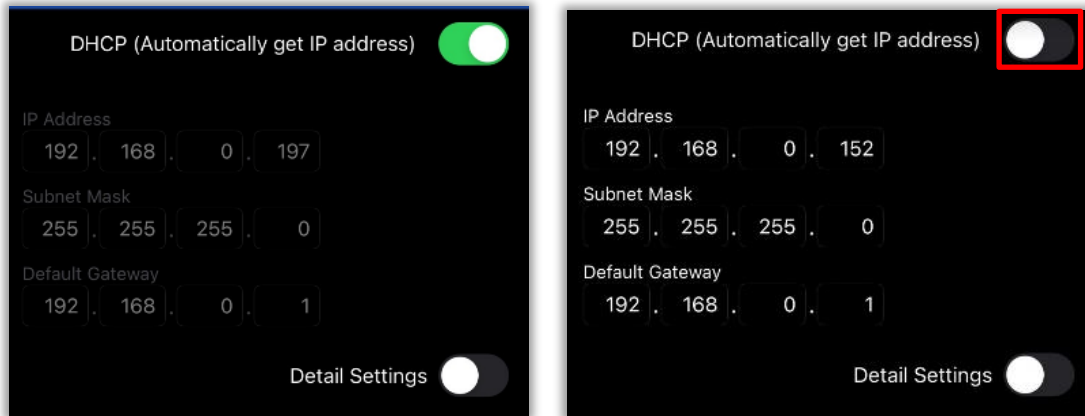 DHCP (Automatically get IP address)
IP Address
192 . 168 . 0 . 197
Subnet Mask
255 . 255 . 255 . 0
Default Gateway
192 . 168 . 0 . 1
Detail Settings
DHCP (Automatically get IP address)
IP Address
192 . 168 . 0 . 152
Subnet Mask
255 . 255 . 255 . 0
Default Gateway
192 . 168 . 0 . 1
Detail Settings